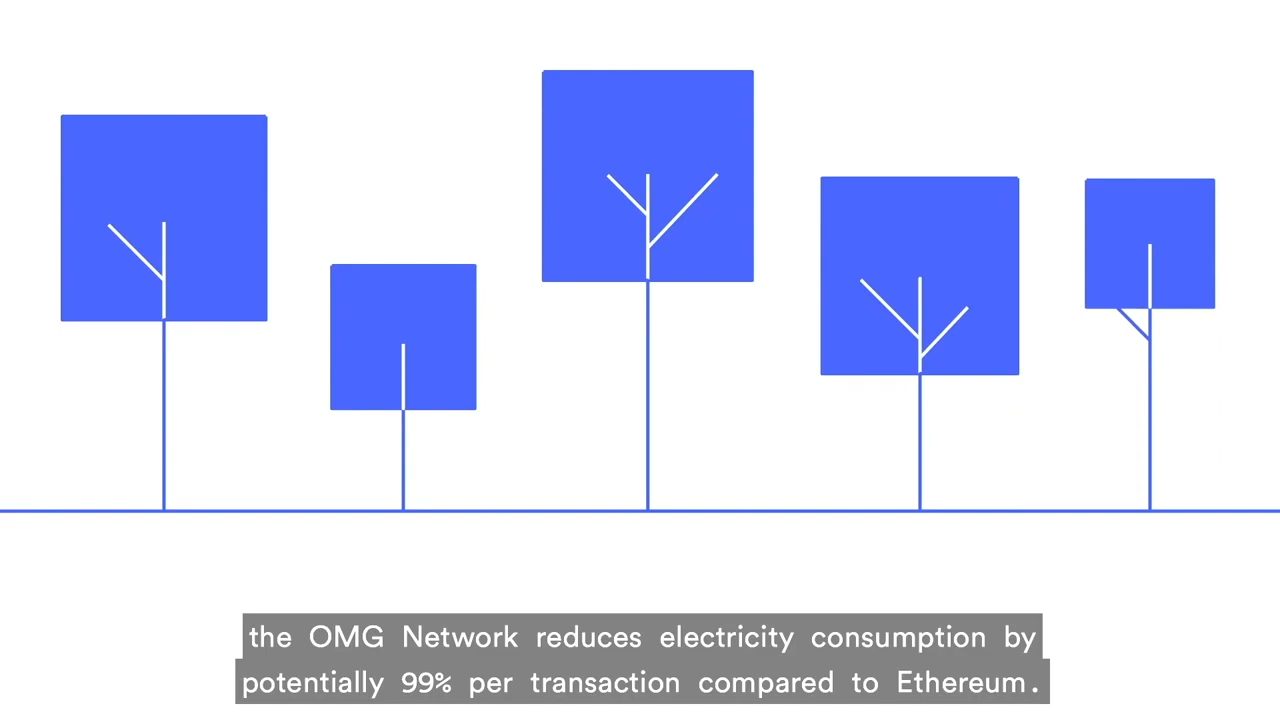 the OMG Network reduces electricity consumption by
potentially 99% per transaction compared to Ethereum.